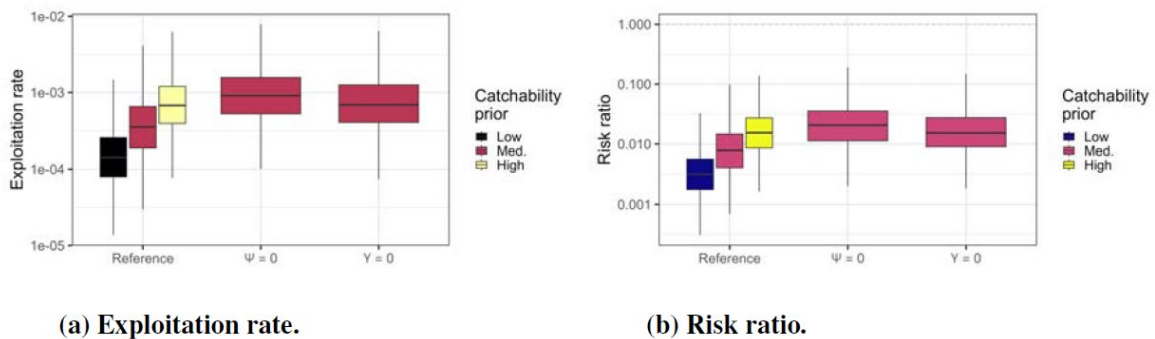 1e-02
1e-03
1e-04
1e-05
Exploitation rate
Reference
Ψ = 0
Υ = 0
Catchability
prior
Low
Med.
High
(a) Exploitation rate.
1.000
0.100
0.010
0.001
Risk ratio
Reference
Ψ = 0
Υ = 0
Catchability
prior
Low
Med.
High
(b) Risk ratio.